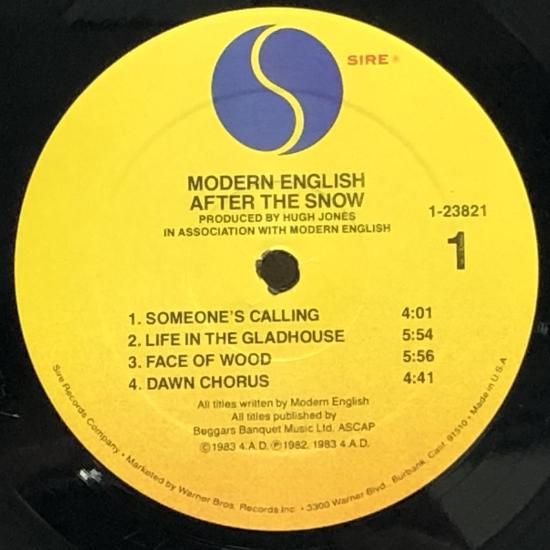 SIRE®
MODERN ENGLISH
AFTER THE SNOW
PRODUCED BY HUGH JONES
IN ASSOCIATION WITH MODERN ENGLISH
1-23821
1
1. SOMEONE'S CALLING 4:01
2. LIFE IN THE GLADHOUSE 5:54
3. FACE OF WOOD 5:56
4. DAWN CHORUS 4:41
All titles written by Modern English
All titles published by
Beggars Banquet Music Ltd. ASCAP
©1983 4.A.D. ℗1982, 1983 4.A.D.
Sire Records Company • Marketed by Warner Bros. Records Inc. • 3300 Warner Blvd., Burbank, Calif. 91510 • Made in U.S.A.